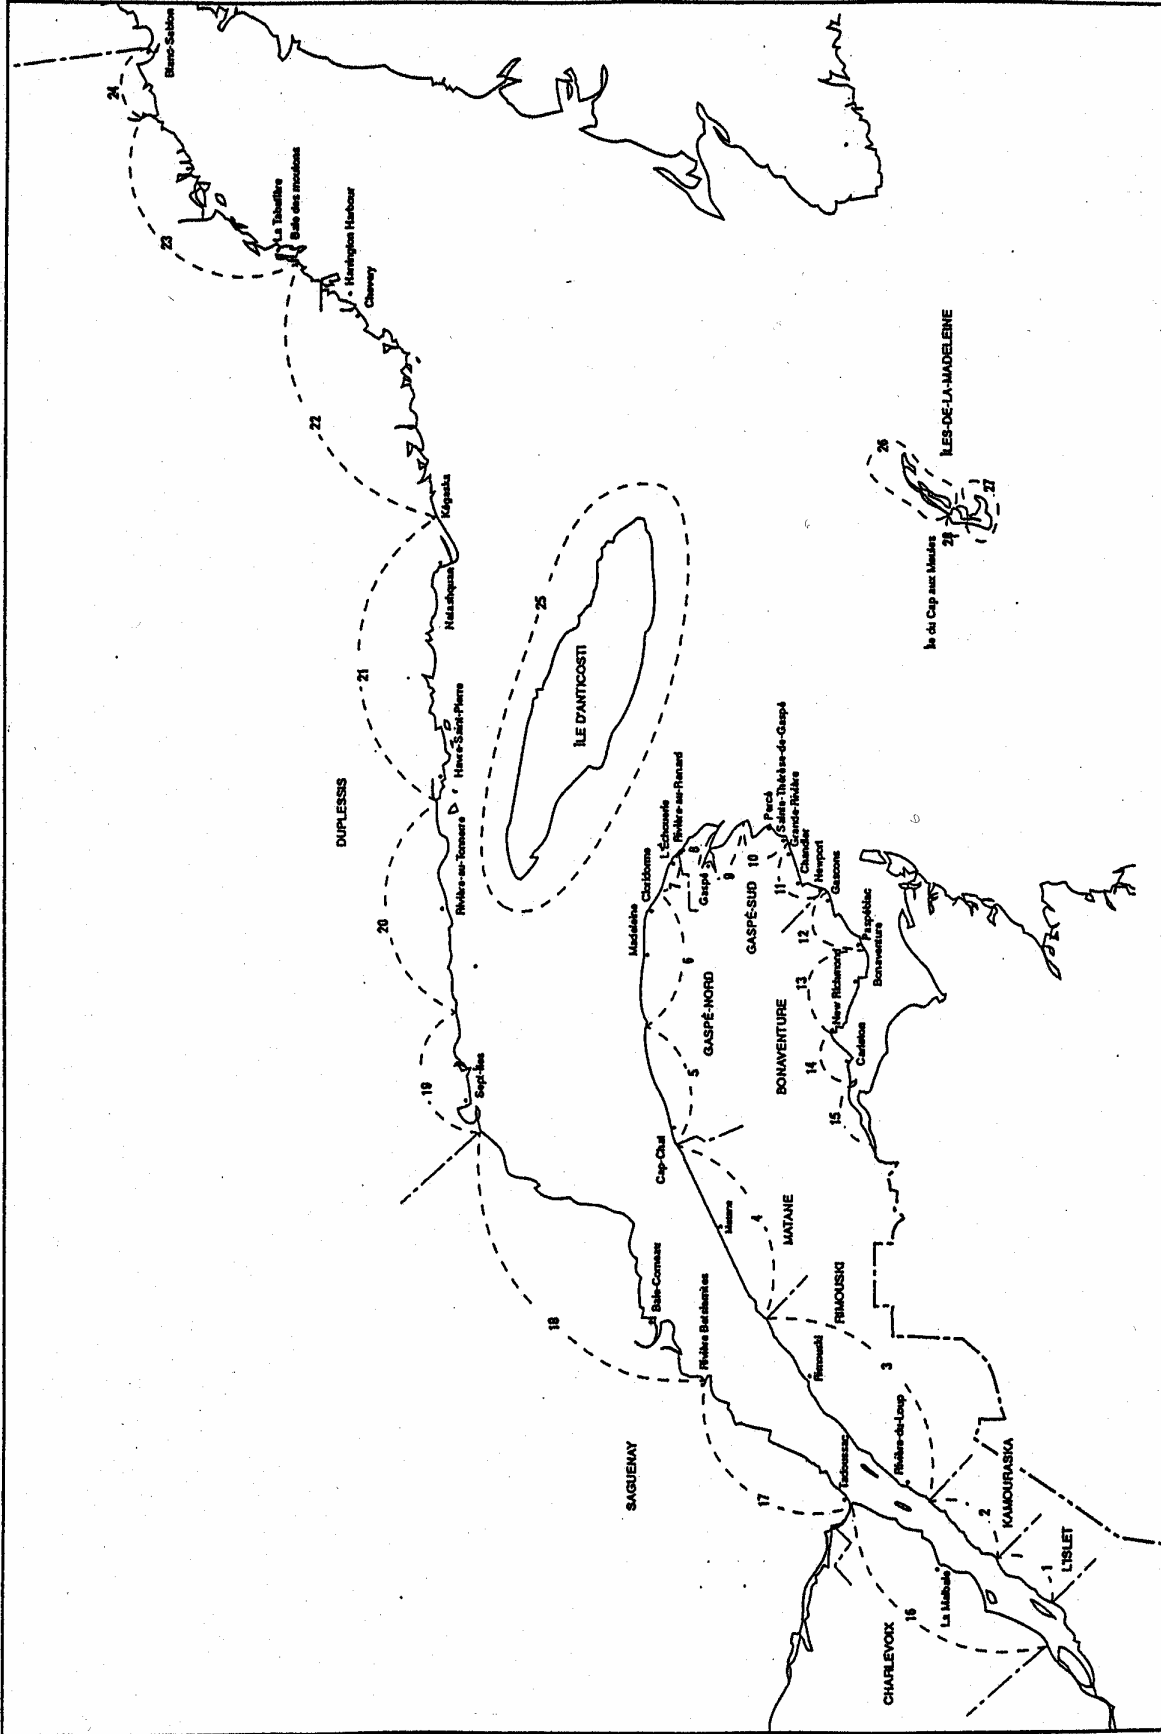 Blanc-Sablon
24
23
La Tabatière
Baie des moutons
Harrington Harbour
Chevery
22
Kégaska
21
Natashquan
Havre-Saint-Pierre
DUPLESSIS
20
Rivière-au-Tonnerre
19
Sept-Îles
25
ÎLE D'ANTICOSTI
26
ÎLES-DE-LA-MADELEINE
27
28
Île du Cap aux Meules
18
Baie-Comeau
Rivière Betsiamites
SAGUENAY
17
Tadoussac
16
La Malbaie
CHARLEVOIX
1
L'ISLET
2
KAMOURASKA
Rivière-du-Loup
3
Rimouski
RIMOUSKI
4
Matane
MATANE
Cap-Chat
5
GASPÉ-NORD
6
Madeleine
Cloridorme
L'Échouerie
Rivière-au-Renard
7
8
Gaspé
9
10
GASPÉ-SUD
Percé
Sainte-Thérèse-de-Gaspé
Grande-Rivière
11
Chandler
Newport
Gascons
12
Paspébiac
Bonaventure
13
New Richmond
BONAVENTURE
14
Carleton
15